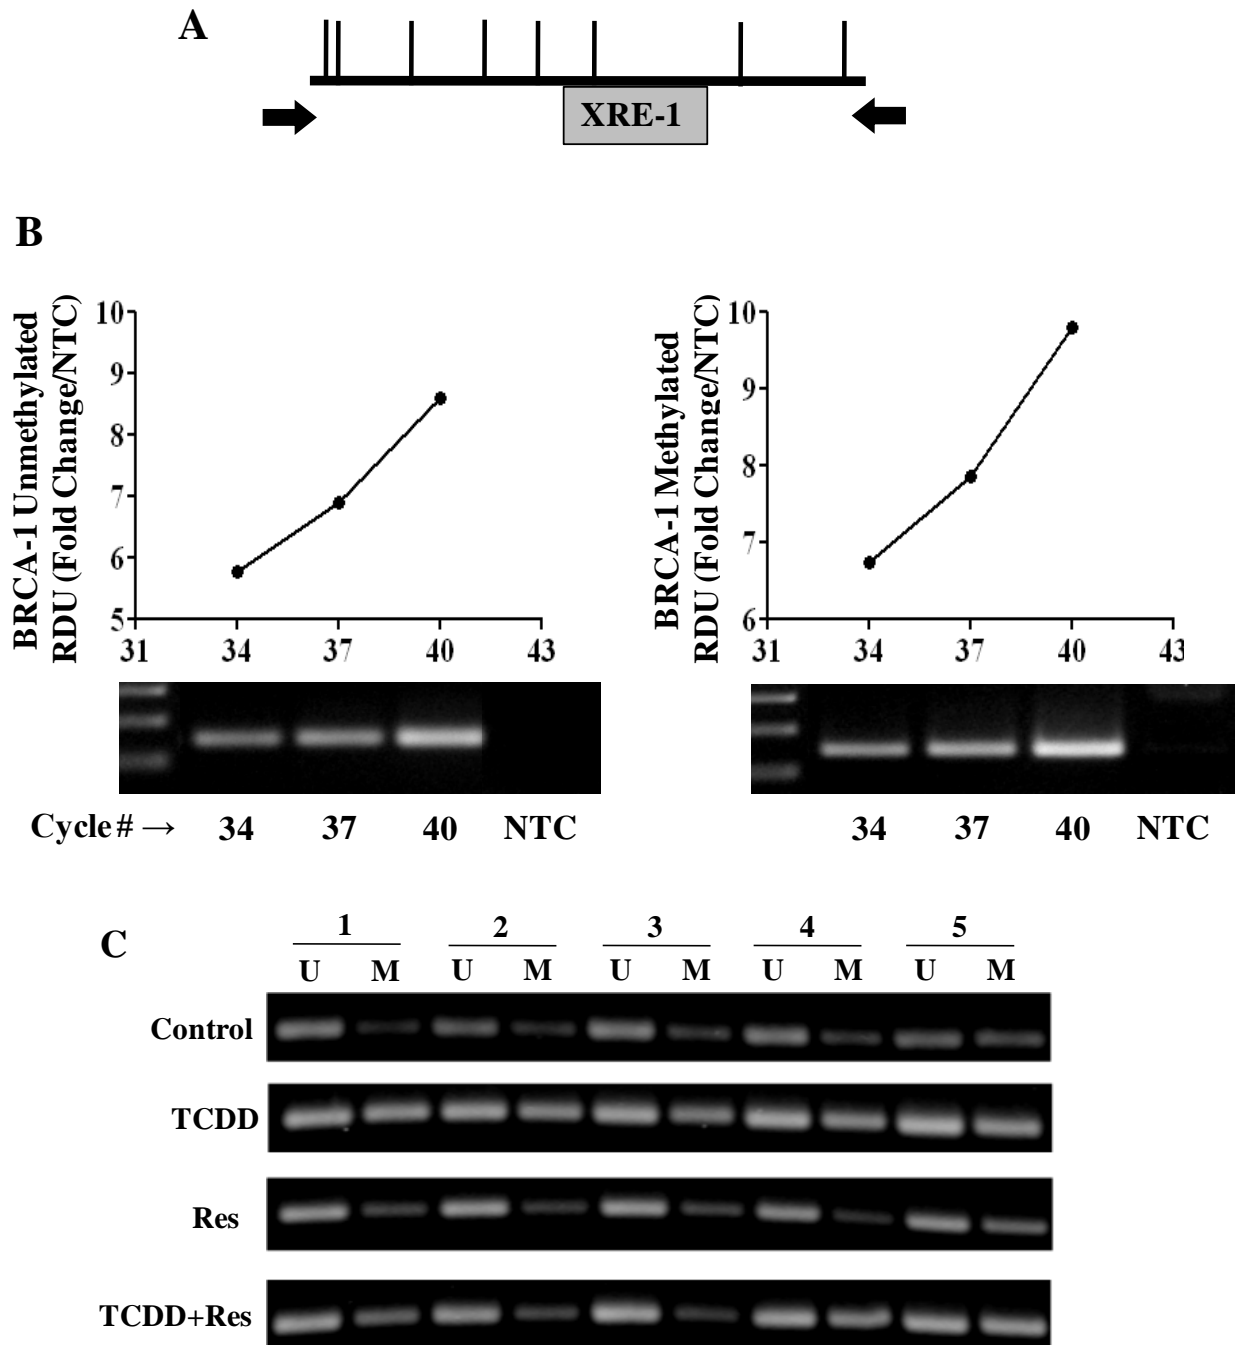 A
XRE-1
B
BRCA-1 Unmethylated
RDU (Fold Change/NTC)
10
9
8
7
6
5
31 34 37 40 43
BRCA-1 Methylated
RDU (Fold Change/NTC)
10
9
8
7
6
31 34 37 40 43
Cycle # → 34 37 40 NTC
34 37 40 NTC
C
1 2 3 4 5
U M U M U M U M U M
Control
TCDD
Res
TCDD+Res